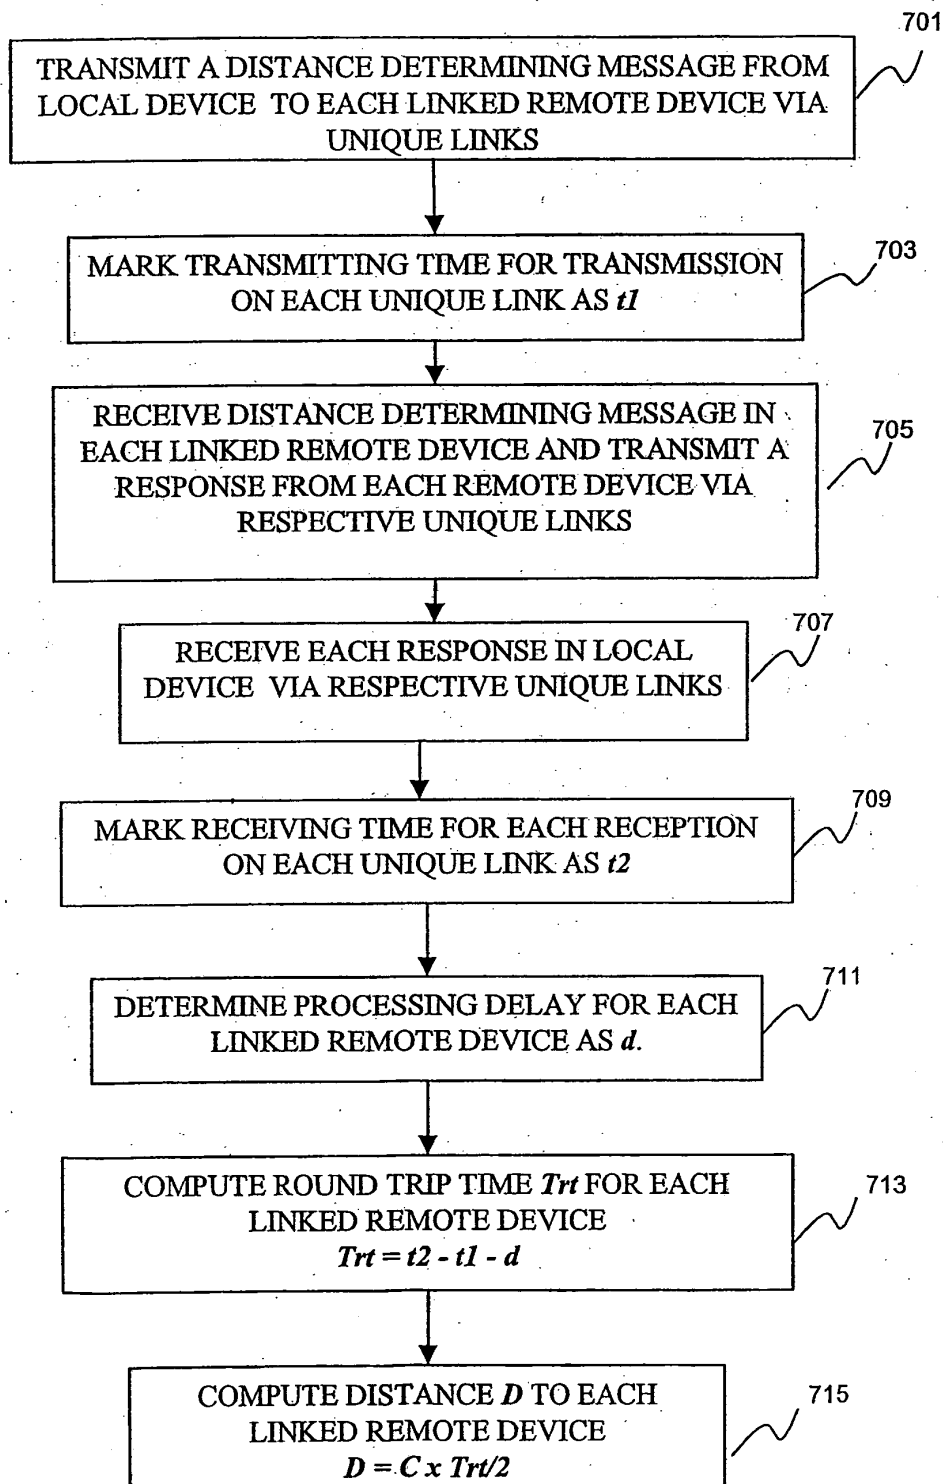 701
TRANSMIT A DISTANCE DETERMINING MESSAGE FROM
LOCAL DEVICE TO EACH LINKED REMOTE DEVICE VIA
UNIQUE LINKS
703
MARK TRANSMITTING TIME FOR TRANSMISSION
ON EACH UNIQUE LINK AS t1
705
RECEIVE DISTANCE DETERMINING MESSAGE IN
EACH LINKED REMOTE DEVICE AND TRANSMIT A
RESPONSE FROM EACH REMOTE DEVICE VIA
RESPECTIVE UNIQUE LINKS
707
RECEIVE EACH RESPONSE IN LOCAL
DEVICE VIA RESPECTIVE UNIQUE LINKS
709
MARK RECEIVING TIME FOR EACH RECEPTION
ON EACH UNIQUE LINK AS t2
711
DETERMINE PROCESSING DELAY FOR EACH
LINKED REMOTE DEVICE AS d.
713
COMPUTE ROUND TRIP TIME Trt FOR EACH
LINKED REMOTE DEVICE
Trt = t2 - t1 - d
715
COMPUTE DISTANCE D TO EACH
LINKED REMOTE DEVICE
D = C x Trt/2